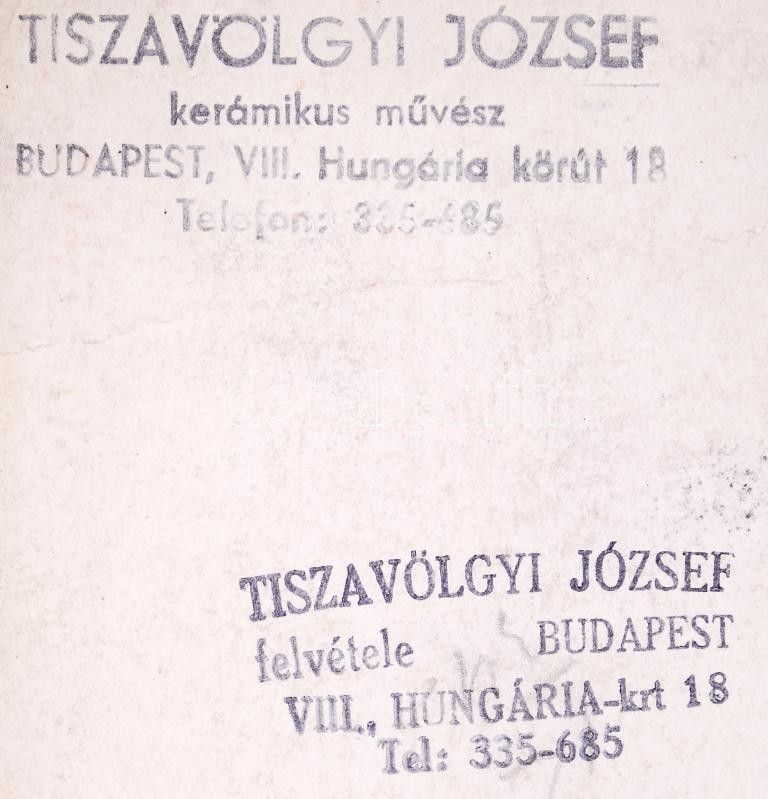 TISZAVÖLGYI JÓZSEF
kerámikus művész
BUDAPEST, VIII. Hungária körút 18
Telefon: 335-685
darabanth
TISZAVÖLGYI JÓZSEF
felvétele BUDAPEST
VIII., HUNGÁRIA-krt 18
Tel: 335-685